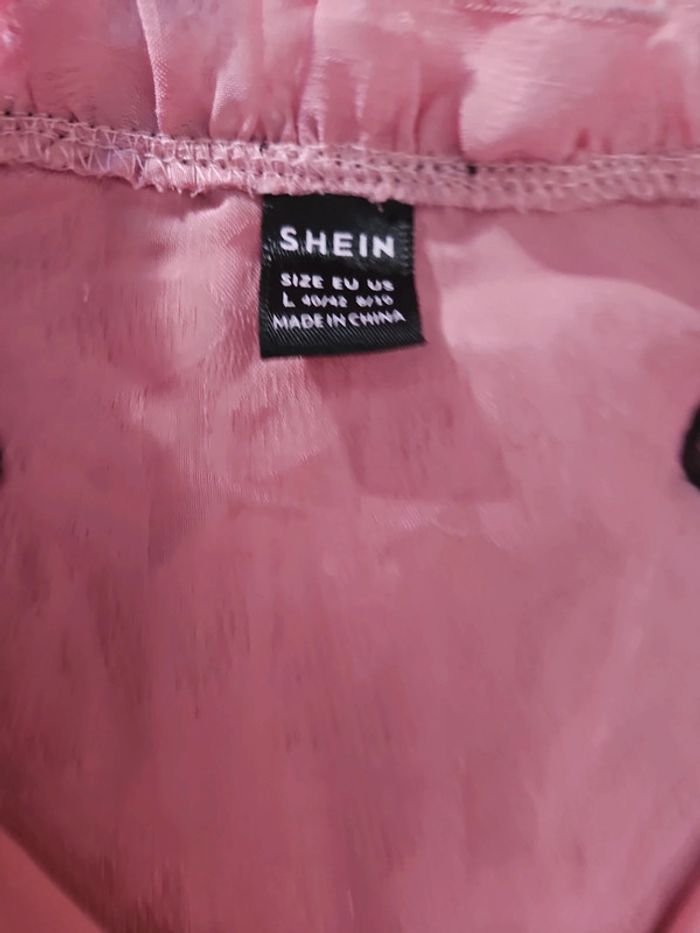 SHEIN
SIZE EU US
L 40/42 8/10
MADE IN CHINA